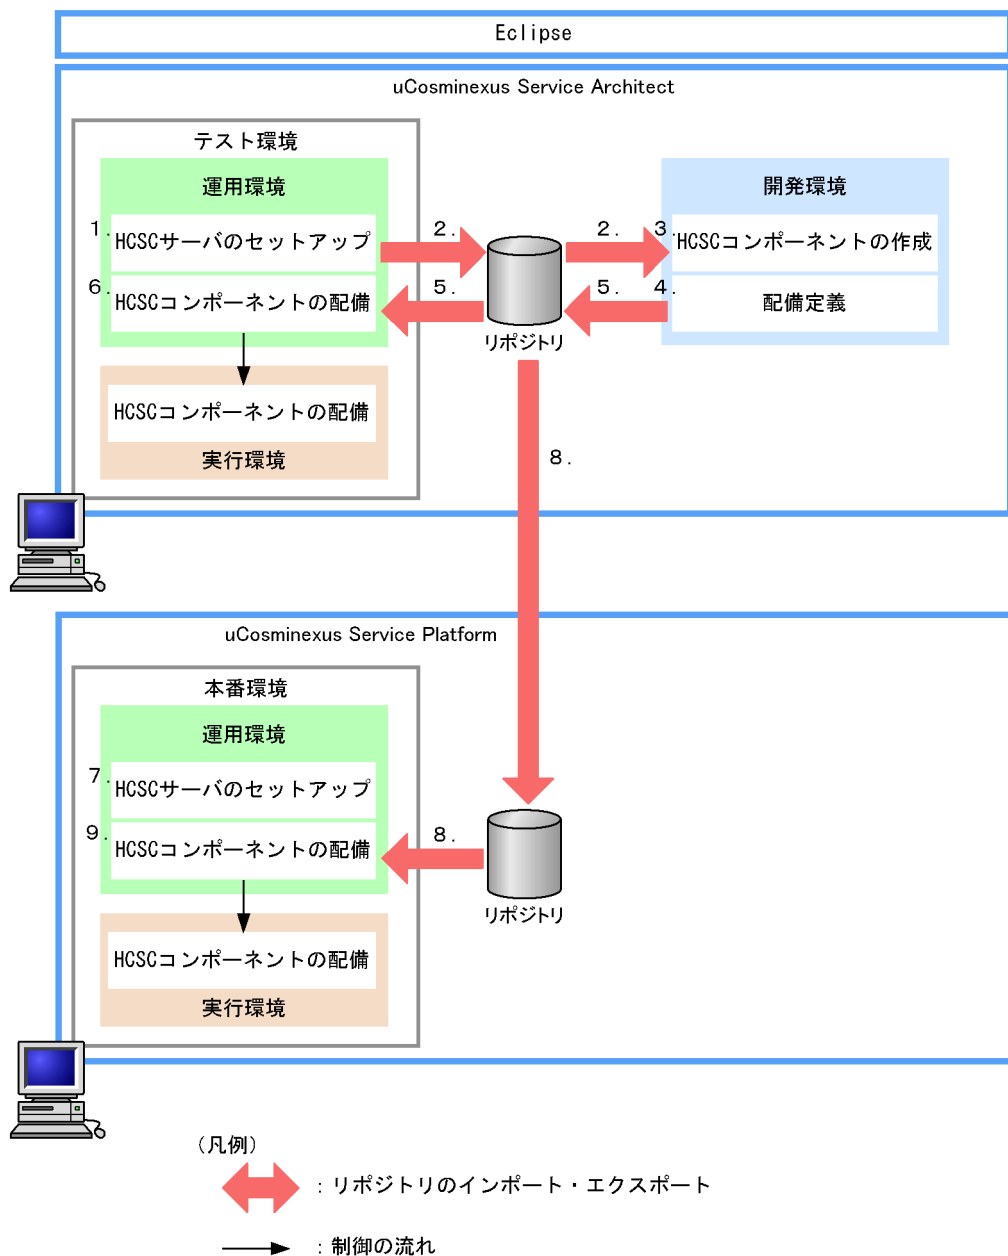 Eclipse
uCosminexus Service Architect
テスト環境
運用環境
開発環境
1.
HCSCサーバのセットアップ
2.
2.
3.
HCSCコンポーネントの作成
6.
HCSCコンポーネントの配備
5.
5.
4.
配備定義
リポジトリ
HCSCコンポーネントの配備
実行環境
8.
uCosminexus Service Platform
本番環境
運用環境
7.
HCSCサーバのセットアップ
9.
HCSCコンポーネントの配備
8.
リポジトリ
HCSCコンポーネントの配備
実行環境
(凡例)
：リポジトリのインポート・エクスポート
：制御の流れ